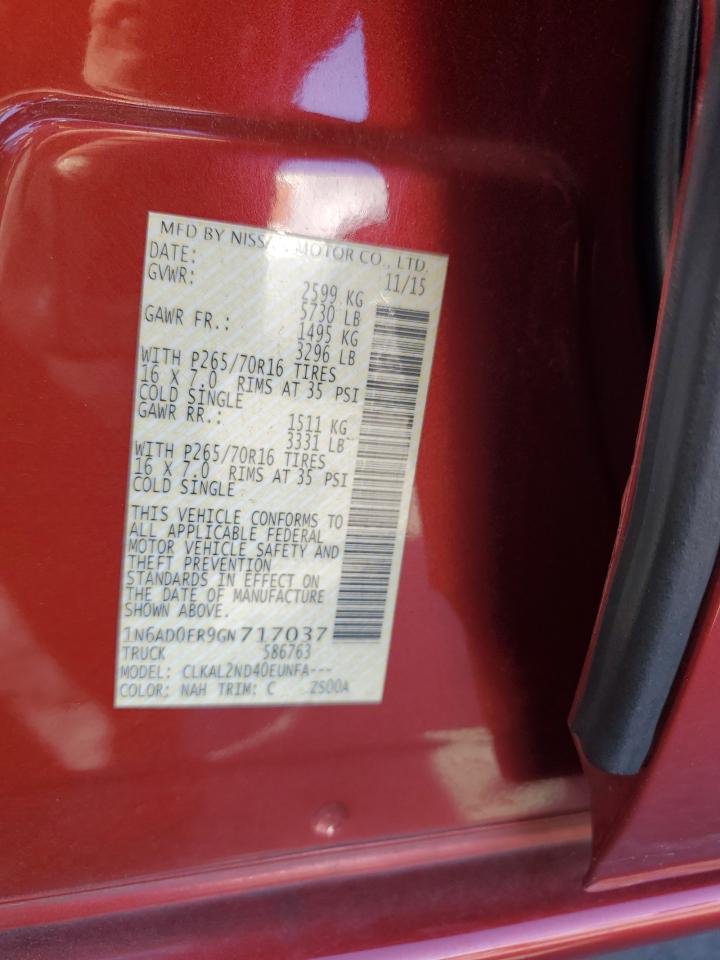 MFD BY NISSAN MOTOR CO., LTD.
DATE: 11/15
GVWR: 2599 KG
5730 LB
GAWR FR.: 1495 KG
3296 LB
WITH P265/70R16 TIRES
16 X 7.0 RIMS AT 35 PSI
COLD SINGLE
GAWR RR.: 1511 KG
3331 LB
WITH P265/70R16 TIRES
16 X 7.0 RIMS AT 35 PSI
COLD SINGLE
THIS VEHICLE CONFORMS TO
ALL APPLICABLE FEDERAL
MOTOR VEHICLE SAFETY AND
THEFT PREVENTION
STANDARDS IN EFFECT ON
THE DATE OF MANUFACTURE
SHOWN ABOVE.
1N6AD0ER9GN717037
TRUCK 586763
MODEL: CLKAL2ND40EUNFA---
COLOR: NAH TRIM: C ZS00A